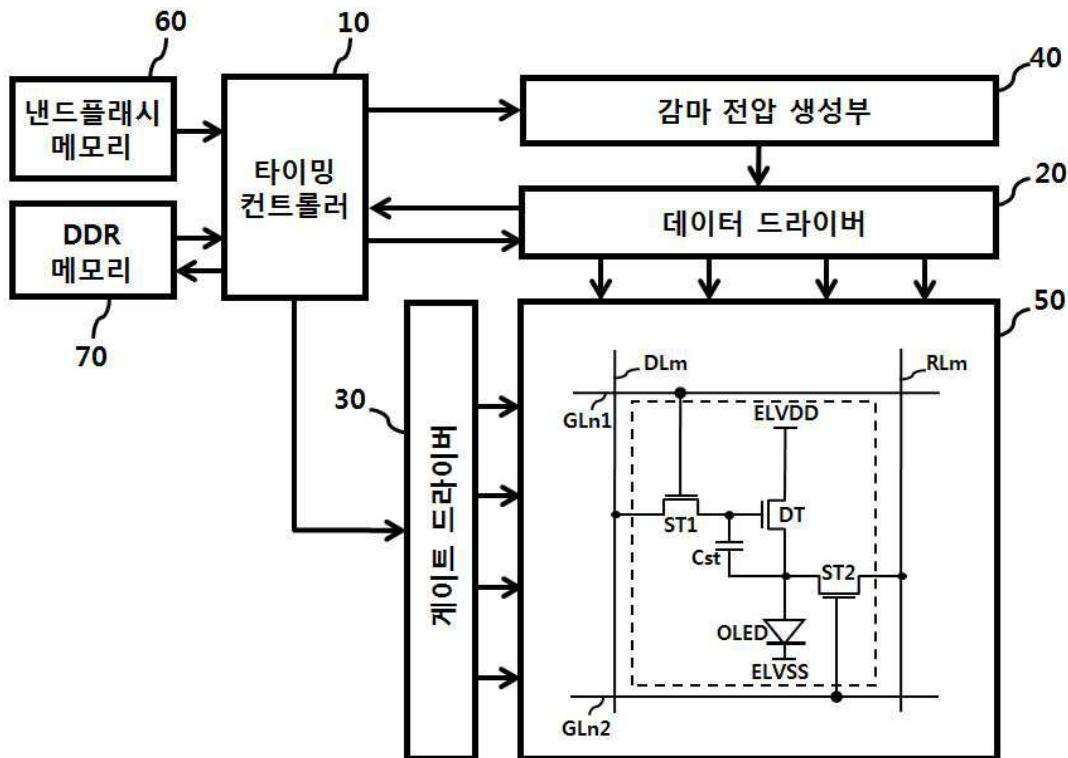 60
10
40
낸드플래시
메모리
타이밍
컨트롤러
감마 전압 생성부
20
DDR
메모리
데이터 드라이버
70
50
30
게이트 드라이버
DLm
RLm
GLn1
ELVDD
ST1
DT
Cst
ST2
OLED
ELVSS
GLn2